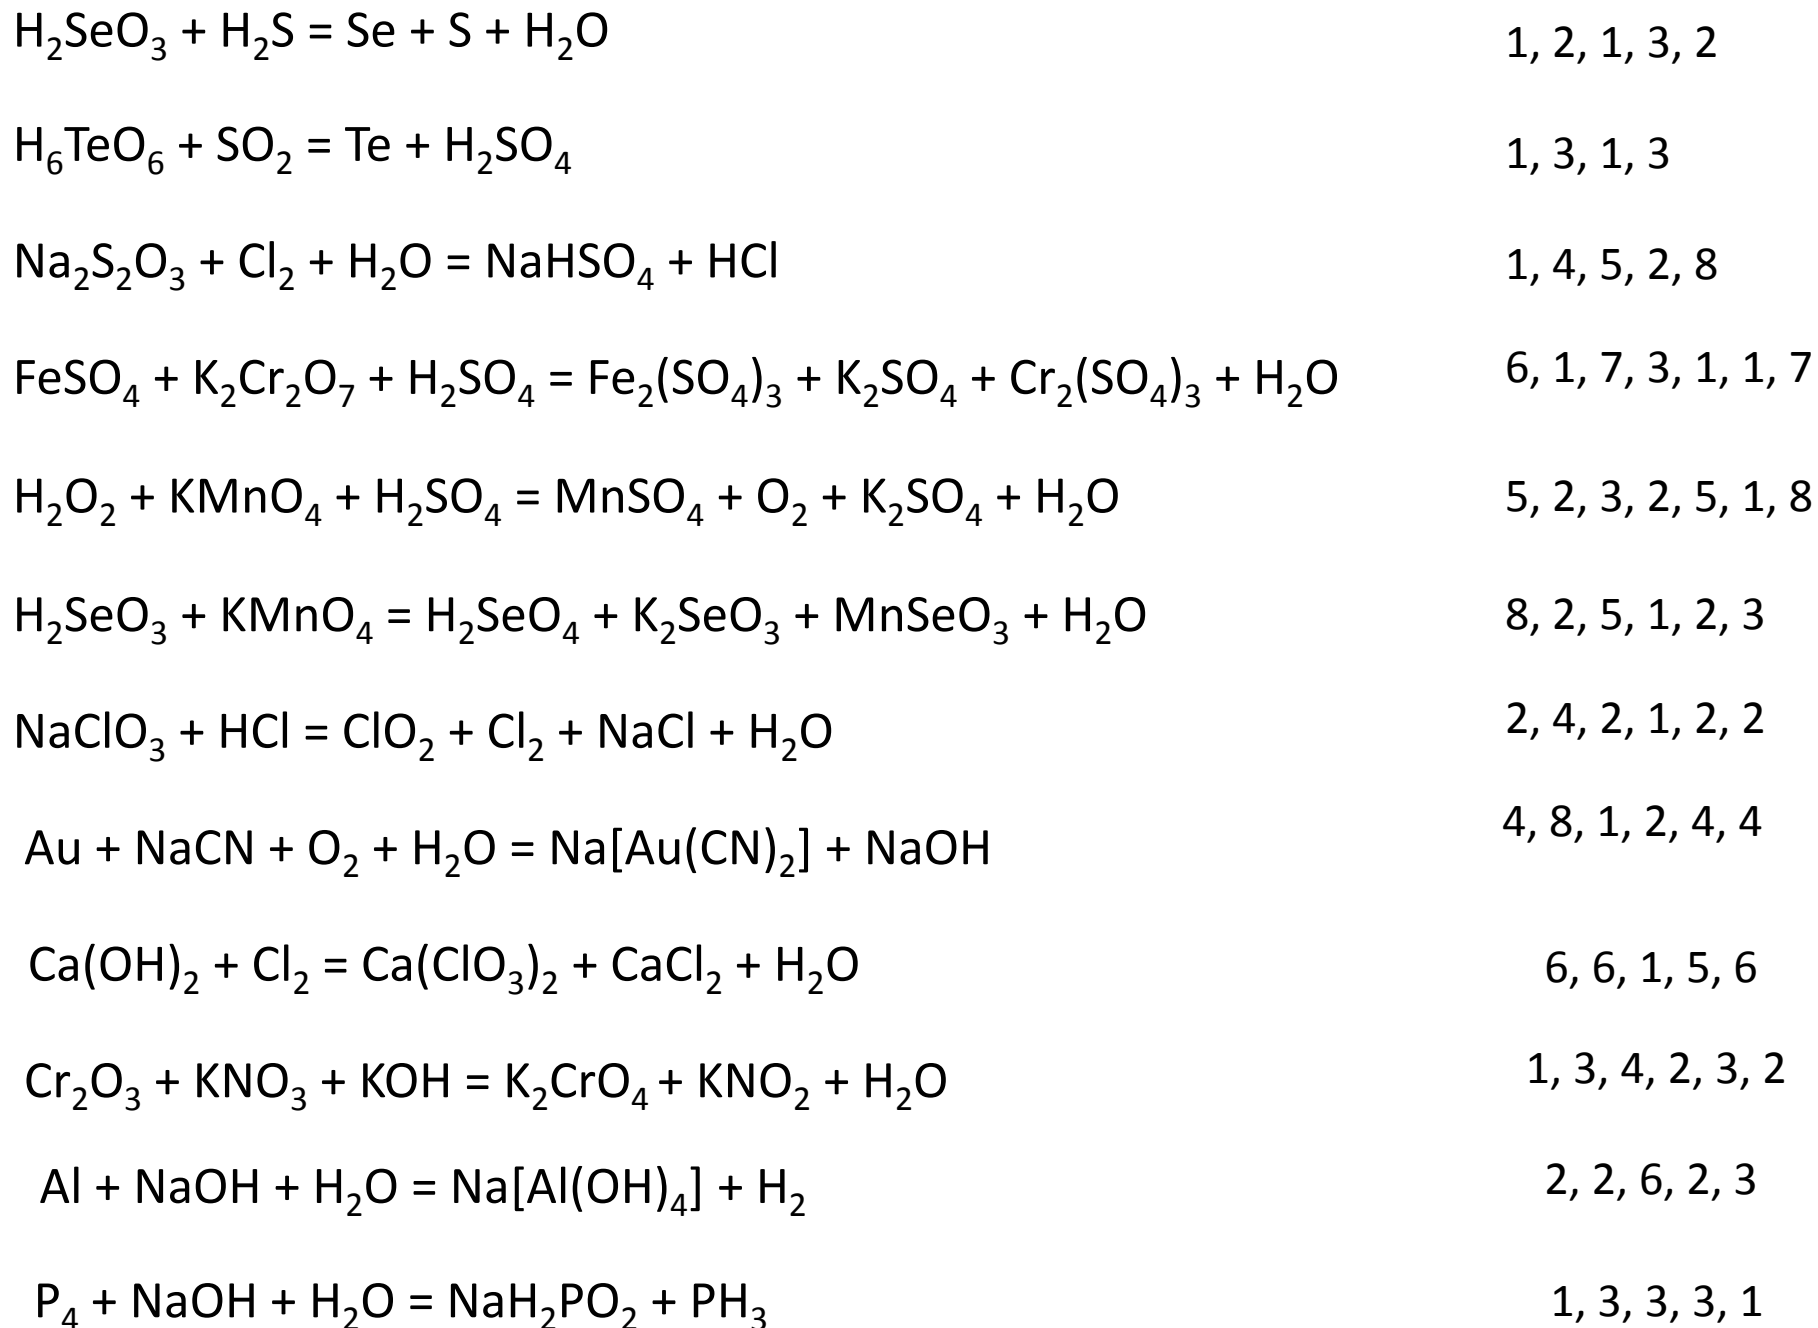 H₂SeO₃ + H₂S = Se + S + H₂O 1, 2, 1, 3, 2
H₆TeO₆ + SO₂ = Te + H₂SO₄ 1, 3, 1, 3
Na₂S₂O₃ + Cl₂ + H₂O = NaHSO₄ + HCl 1, 4, 5, 2, 8
FeSO₄ + K₂Cr₂O₇ + H₂SO₄ = Fe₂(SO₄)₃ + K₂SO₄ + Cr₂(SO₄)₃ + H₂O 6, 1, 7, 3, 1, 1, 7
H₂O₂ + KMnO₄ + H₂SO₄ = MnSO₄ + O₂ + K₂SO₄ + H₂O 5, 2, 3, 2, 5, 1, 8
H₂SeO₃ + KMnO₄ = H₂SeO₄ + K₂SeO₃ + MnSeO₃ + H₂O 8, 2, 5, 1, 2, 3
NaClO₃ + HCl = ClO₂ + Cl₂ + NaCl + H₂O 2, 4, 2, 1, 2, 2
Au + NaCN + O₂ + H₂O = Na[Au(CN)₂] + NaOH 4, 8, 1, 2, 4, 4
Ca(OH)₂ + Cl₂ = Ca(ClO₃)₂ + CaCl₂ + H₂O 6, 6, 1, 5, 6
Cr₂O₃ + KNO₃ + KOH = K₂CrO₄ + KNO₂ + H₂O 1, 3, 4, 2, 3, 2
Al + NaOH + H₂O = Na[Al(OH)₄] + H₂ 2, 2, 6, 2, 3
P₄ + NaOH + H₂O = NaH₂PO₂ + PH₃ 1, 3, 3, 3, 1